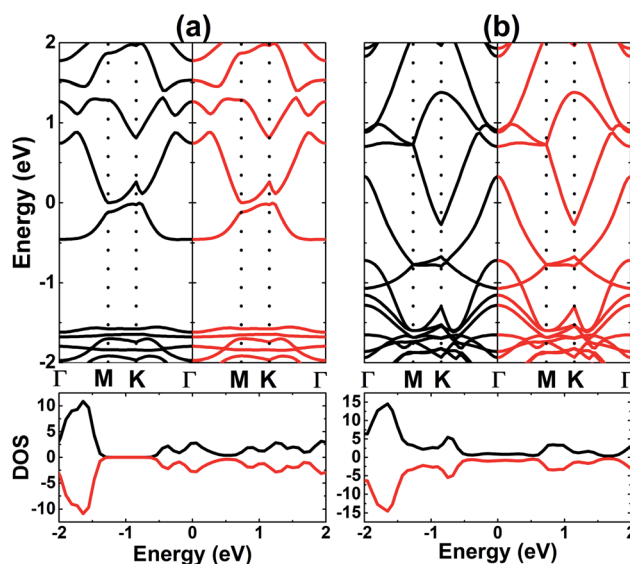 (a) (b)
2
1
0
-1
-2
Energy (eV)
Γ M K Γ M K Γ Γ M K Γ M K Γ
10
5
0
-5
-10
15
10
5
0
-5
-10
-15
DOS
-2 -1 0 1 2 -2 -1 0 1 2
Energy (eV) Energy (eV)